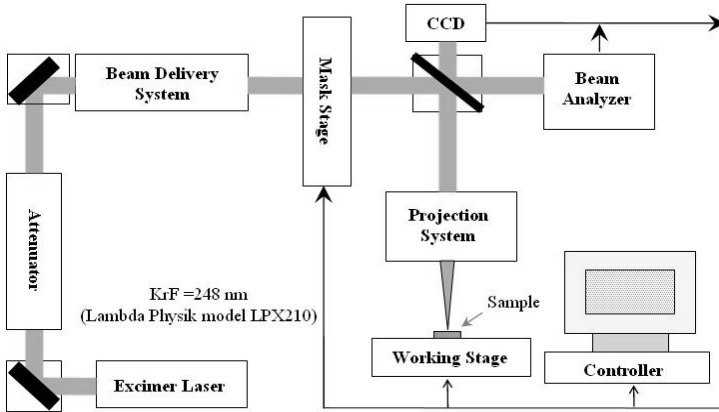 CCD
Beam Delivery
System
Mask Stage
Beam
Analyzer
Attenuator
Projection
System
KrF =248 nm
(Lambda Physik model LPX210)
Sample
Working Stage
Controller
Excimer Laser